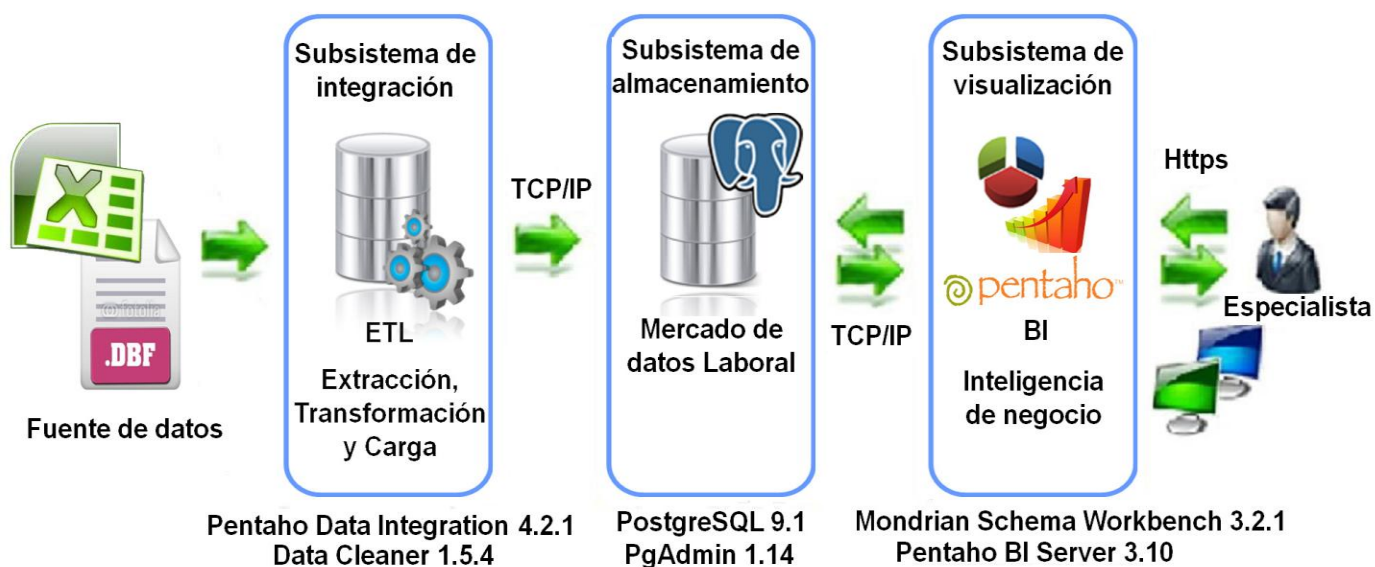 Subsistema de
integración
TCP/IP
ETL
Extracción,
Transformación
y Carga
Subsistema de
almacenamiento
Mercado de
datos Laboral
TCP/IP
Subsistema de
visualización
pentaho™
BI
Inteligencia
de negocio
Https
Especialista
fotolia
.DBF
Fuente de datos
Pentaho Data Integration 4.2.1
Data Cleaner 1.5.4
PostgreSQL 9.1
PgAdmin 1.14
Mondrian Schema Workbench 3.2.1
Pentaho BI Server 3.10